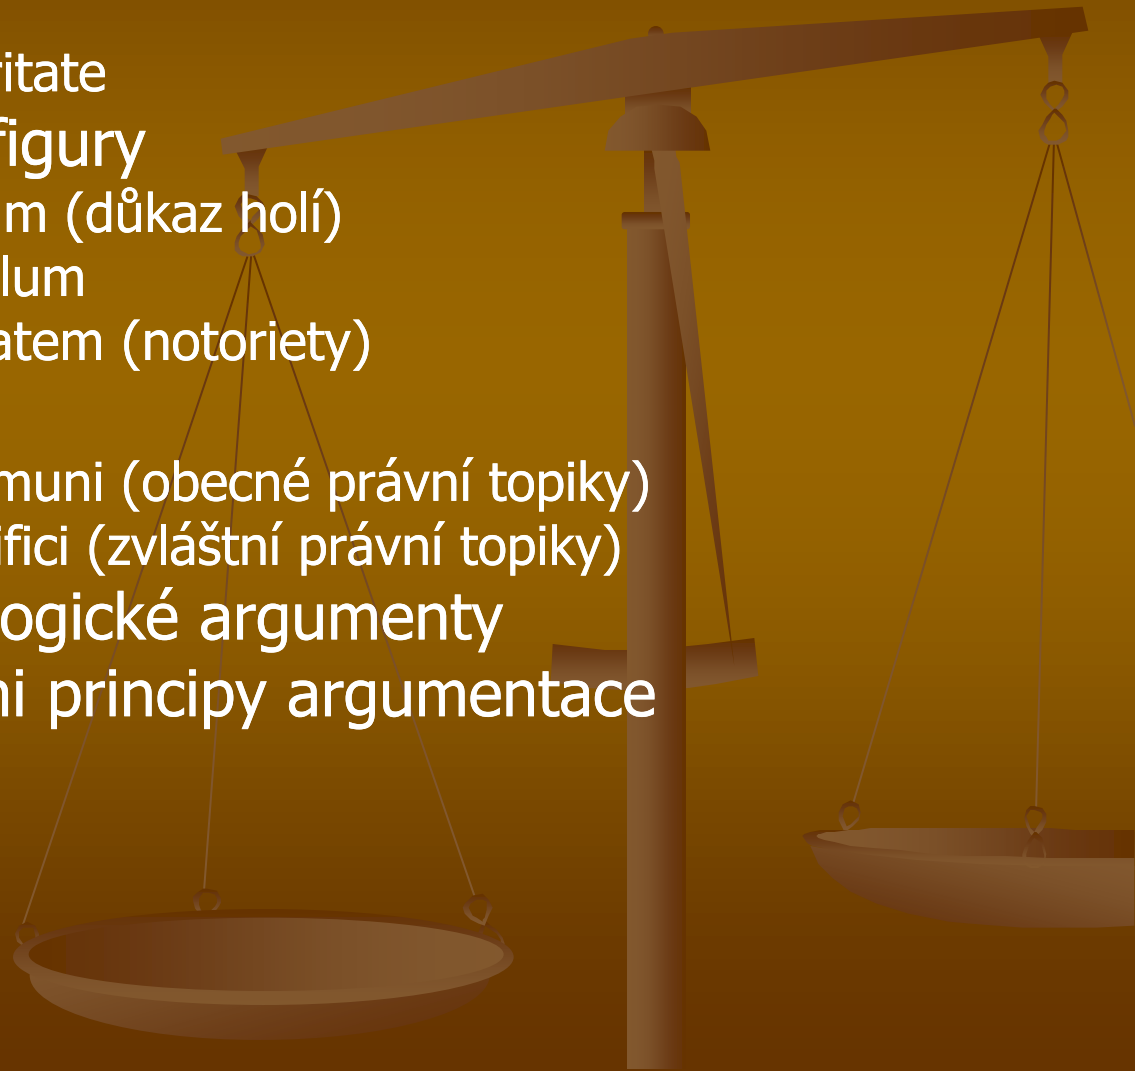 ritate
figury
m (důkaz holí)
lum
atem (notoriety)
muni (obecné právní topiky)
ifici (zvláštní právní topiky)
ogické argumenty
ni principy argumentace